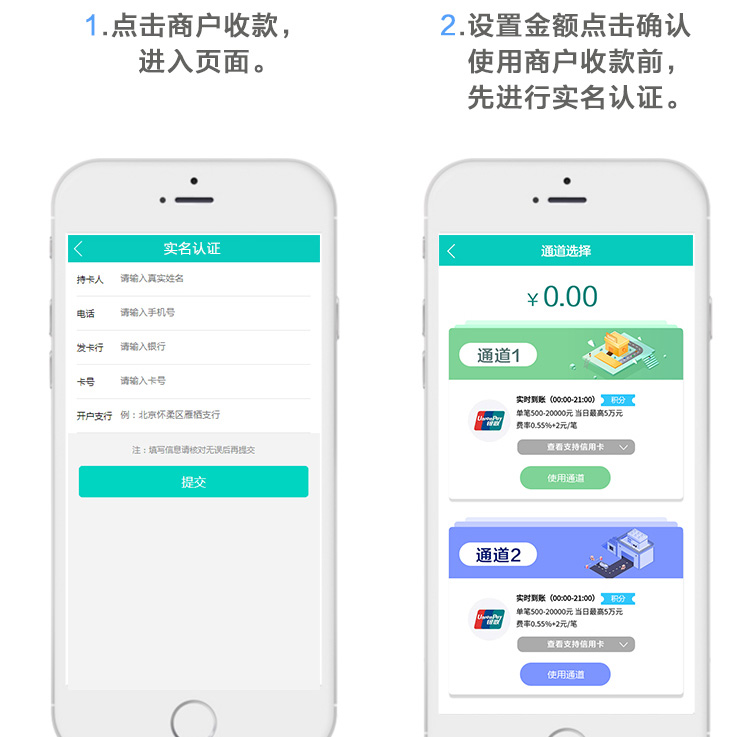 1.点击商户收款，
进入页面。
2.设置金额点击确认
使用商户收款前，
先进行实名认证。
实名认证
持卡人 请输入真实姓名
电话 请输入手机号
发卡行 请输入银行
卡号 请输入卡号
开户支行 例：北京怀柔区雁栖支行
注：填写信息请核对无误后再提交
提交
通道选择
￥0.00
通道1
实时到账（00:00-21:00） 积分
单笔500-20000元 当日最高5万元
费率0.55%+2元/笔
UnionPay
银联
查看支持信用卡
使用通道
通道2
实时到账（00:00-21:00） 积分
单笔500-20000元 当日最高5万元
费率0.55%+2元/笔
UnionPay
银联
查看支持信用卡
使用通道